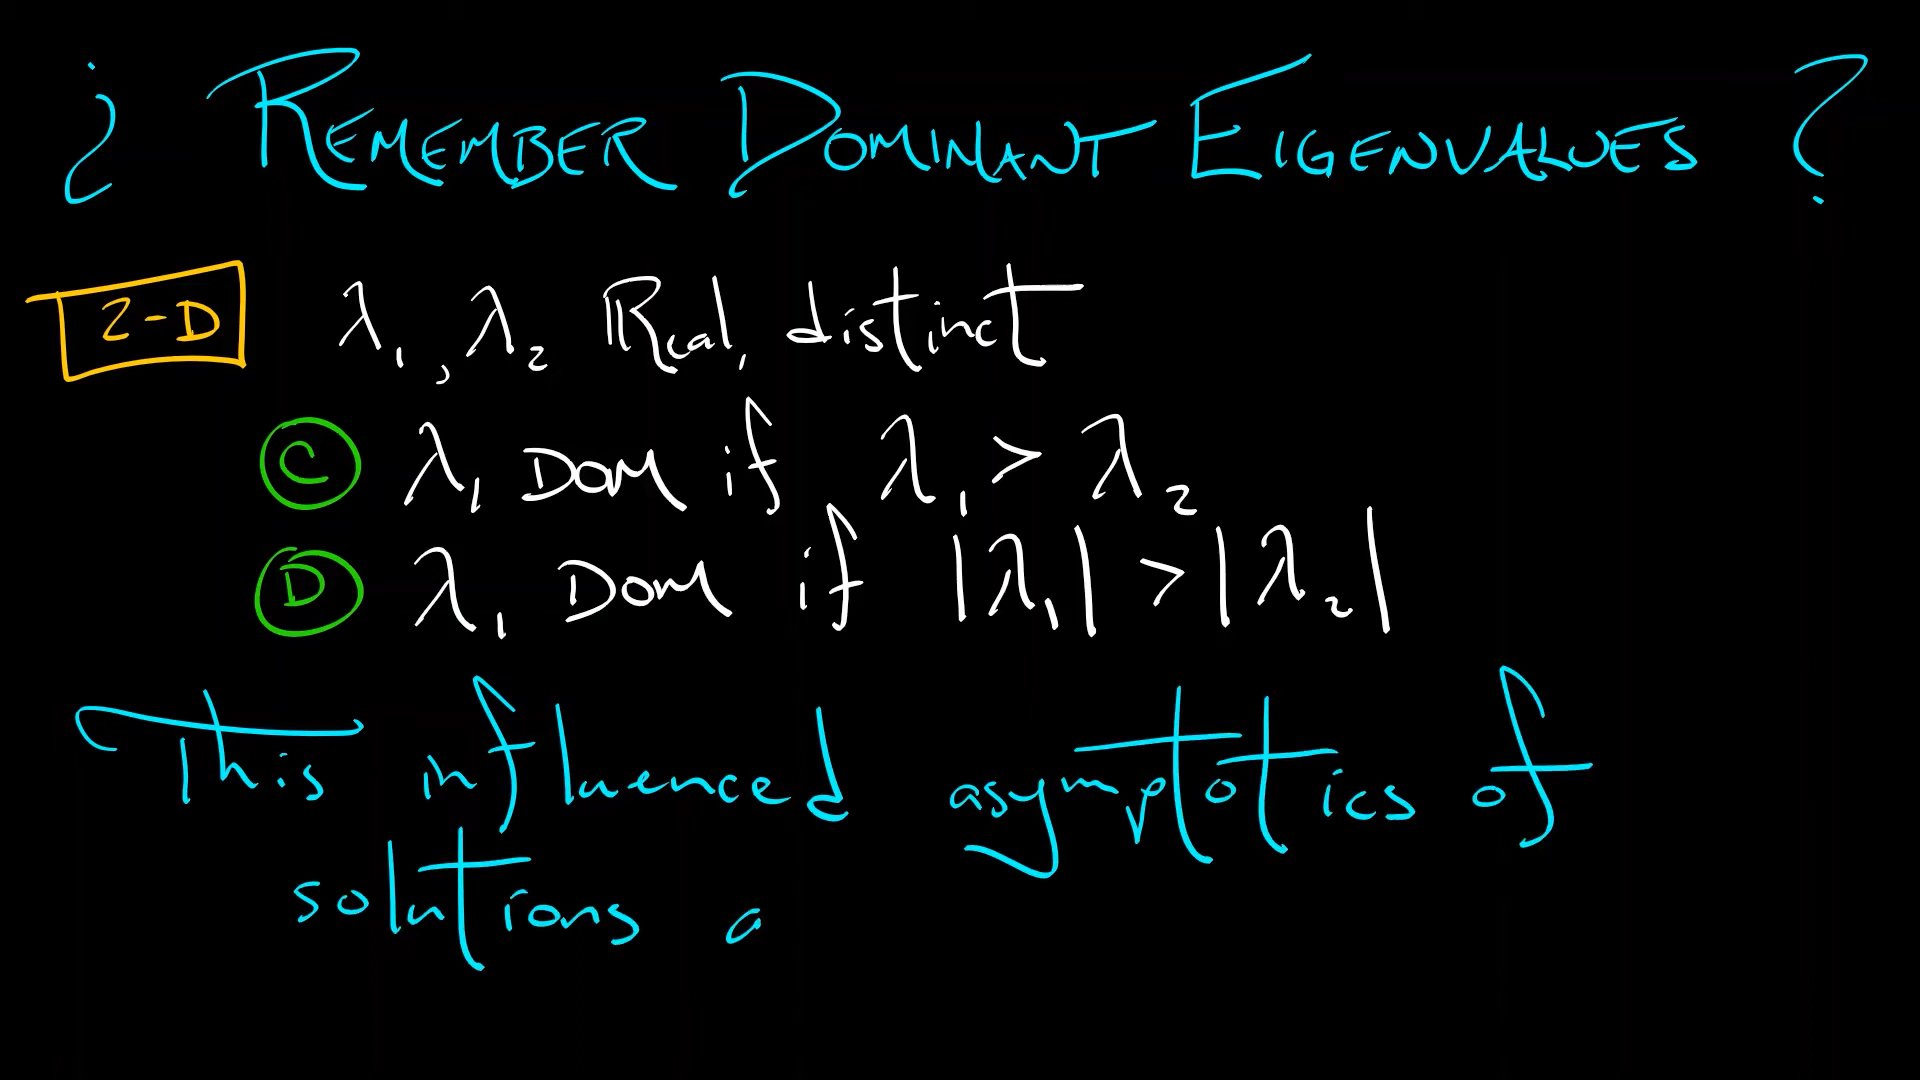 ¿ REMEMBER DOMINANT EIGENVALUES ?
2-D λ₁, λ₂ Real, distinct
C λ₁ DOM if λ₁ > λ₂
D λ₁ DOM if |λ₁| > |λ₂|
This influenced asymptotics of
solutions a